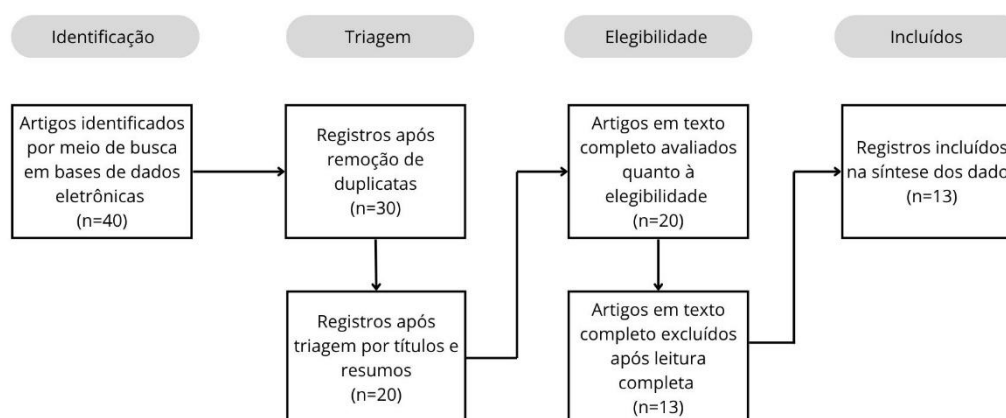 Identificação
Triagem
Elegibilidade
Incluídos
Artigos identificados
por meio de busca
em bases de dados
eletrônicas
(n=40)
Registros após
remoção de
duplicatas
(n=30)
Registros após
triagem por títulos e
resumos
(n=20)
Artigos em texto
completo avaliados
quanto à
elegibilidade
(n=20)
Artigos em texto
completo excluídos
após leitura
completa
(n=13)
Registros incluídos
na síntese dos dado
(n=13)